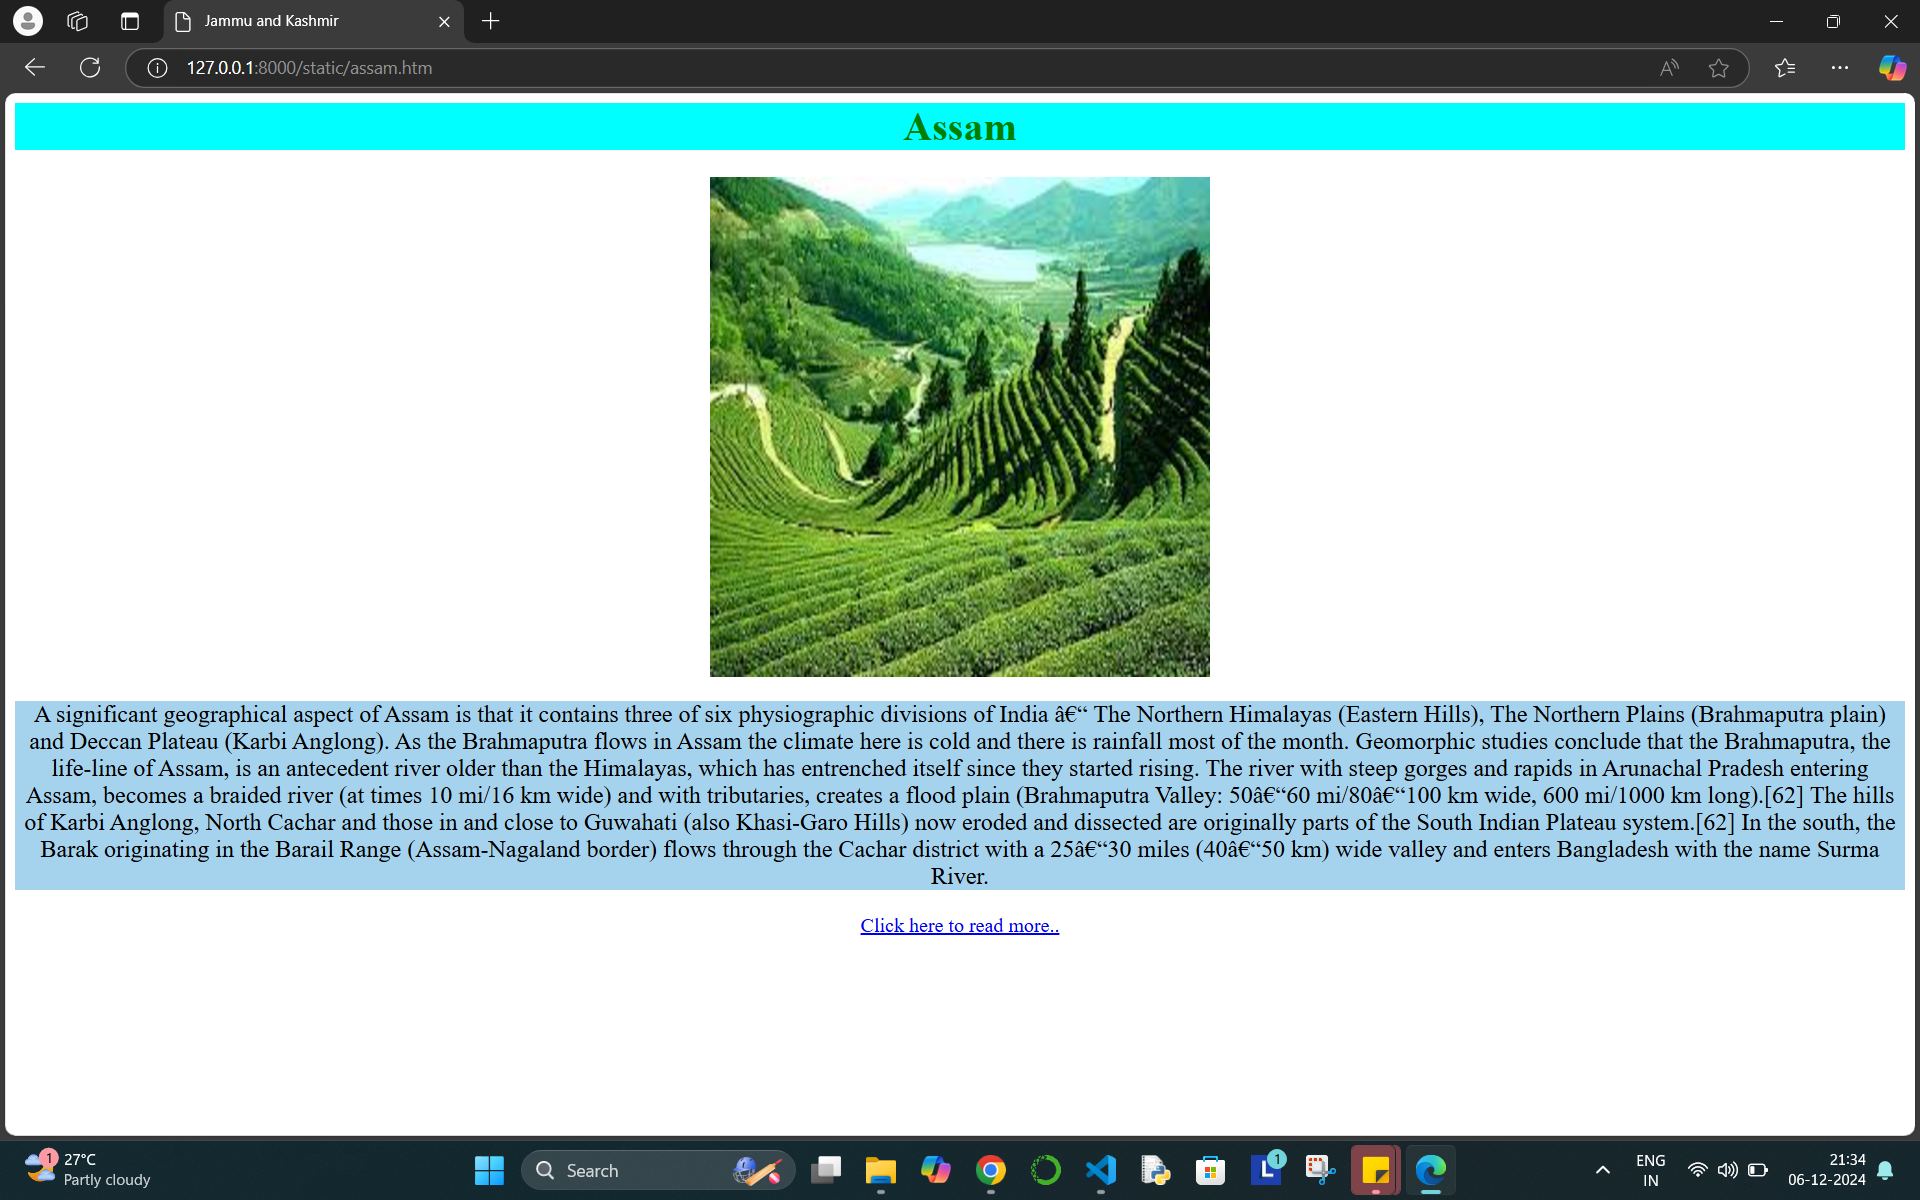 Jammu and Kashmir
127.0.0.1:8000/static/assam.htm
Assam
A significant geographical aspect of Assam is that it contains three of six physiographic divisions of India â€“ The Northern Himalayas (Eastern Hills), The Northern Plains (Brahmaputra plain)
and Deccan Plateau (Karbi Anglong). As the Brahmaputra flows in Assam the climate here is cold and there is rainfall most of the month. Geomorphic studies conclude that the Brahmaputra, the
life-line of Assam, is an antecedent river older than the Himalayas, which has entrenched itself since they started rising. The river with steep gorges and rapids in Arunachal Pradesh entering
Assam, becomes a braided river (at times 10 mi/16 km wide) and with tributaries, creates a flood plain (Brahmaputra Valley: 50â€“60 mi/80â€“100 km wide, 600 mi/1000 km long).[62] The hills
of Karbi Anglong, North Cachar and those in and close to Guwahati (also Khasi-Garo Hills) now eroded and dissected are originally parts of the South Indian Plateau system.[62] In the south, the
Barak originating in the Barail Range (Assam-Nagaland border) flows through the Cachar district with a 25â€“30 miles (40â€“50 km) wide valley and enters Bangladesh with the name Surma
River.
Click here to read more..
1
27°C
Partly cloudy
Search
L
1
ENG
IN
21:34
06-12-2024